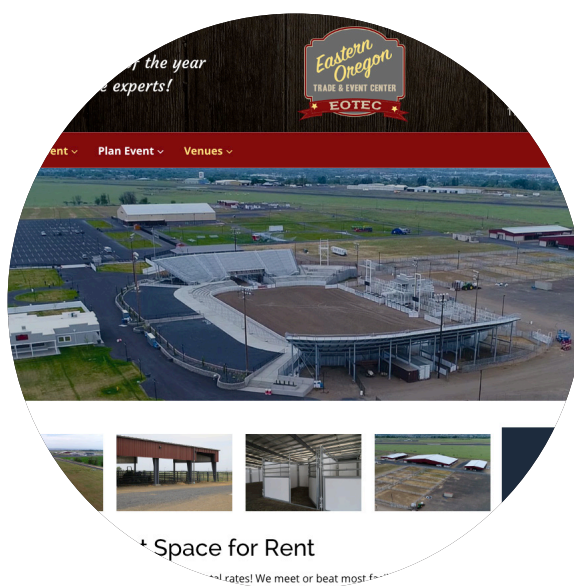 of the year
experts!
Eastern
Oregon
TRADE & EVENT CENTER
EOTEC
Plan Event
Venues
Space for Rent
rates! We meet or beat most